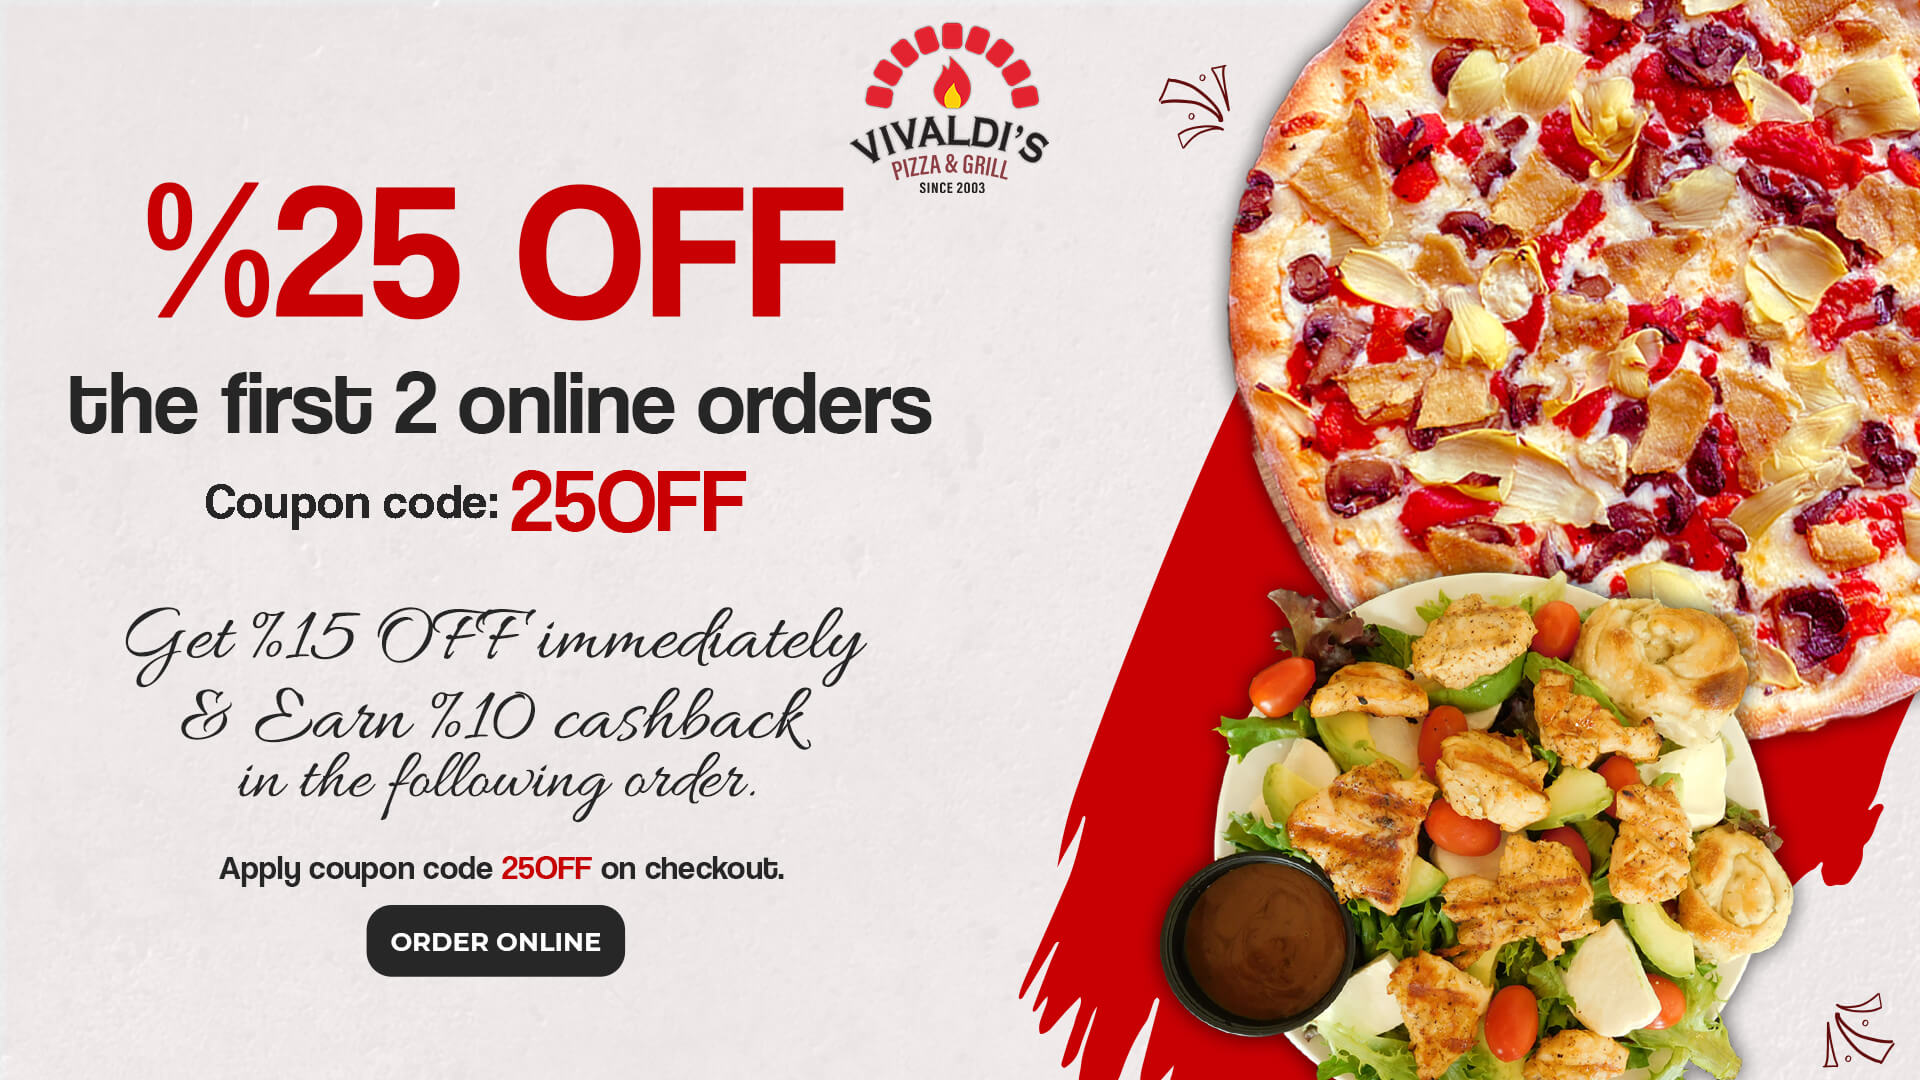 VIVALDI'S
PIZZA & GRILL
SINCE 2003
%25 OFF
the first 2 online orders
Coupon code: 25OFF
Get %15 OFF immediately
& Earn %10 cashback
in the following order.
Apply coupon code 25OFF on checkout.
ORDER ONLINE